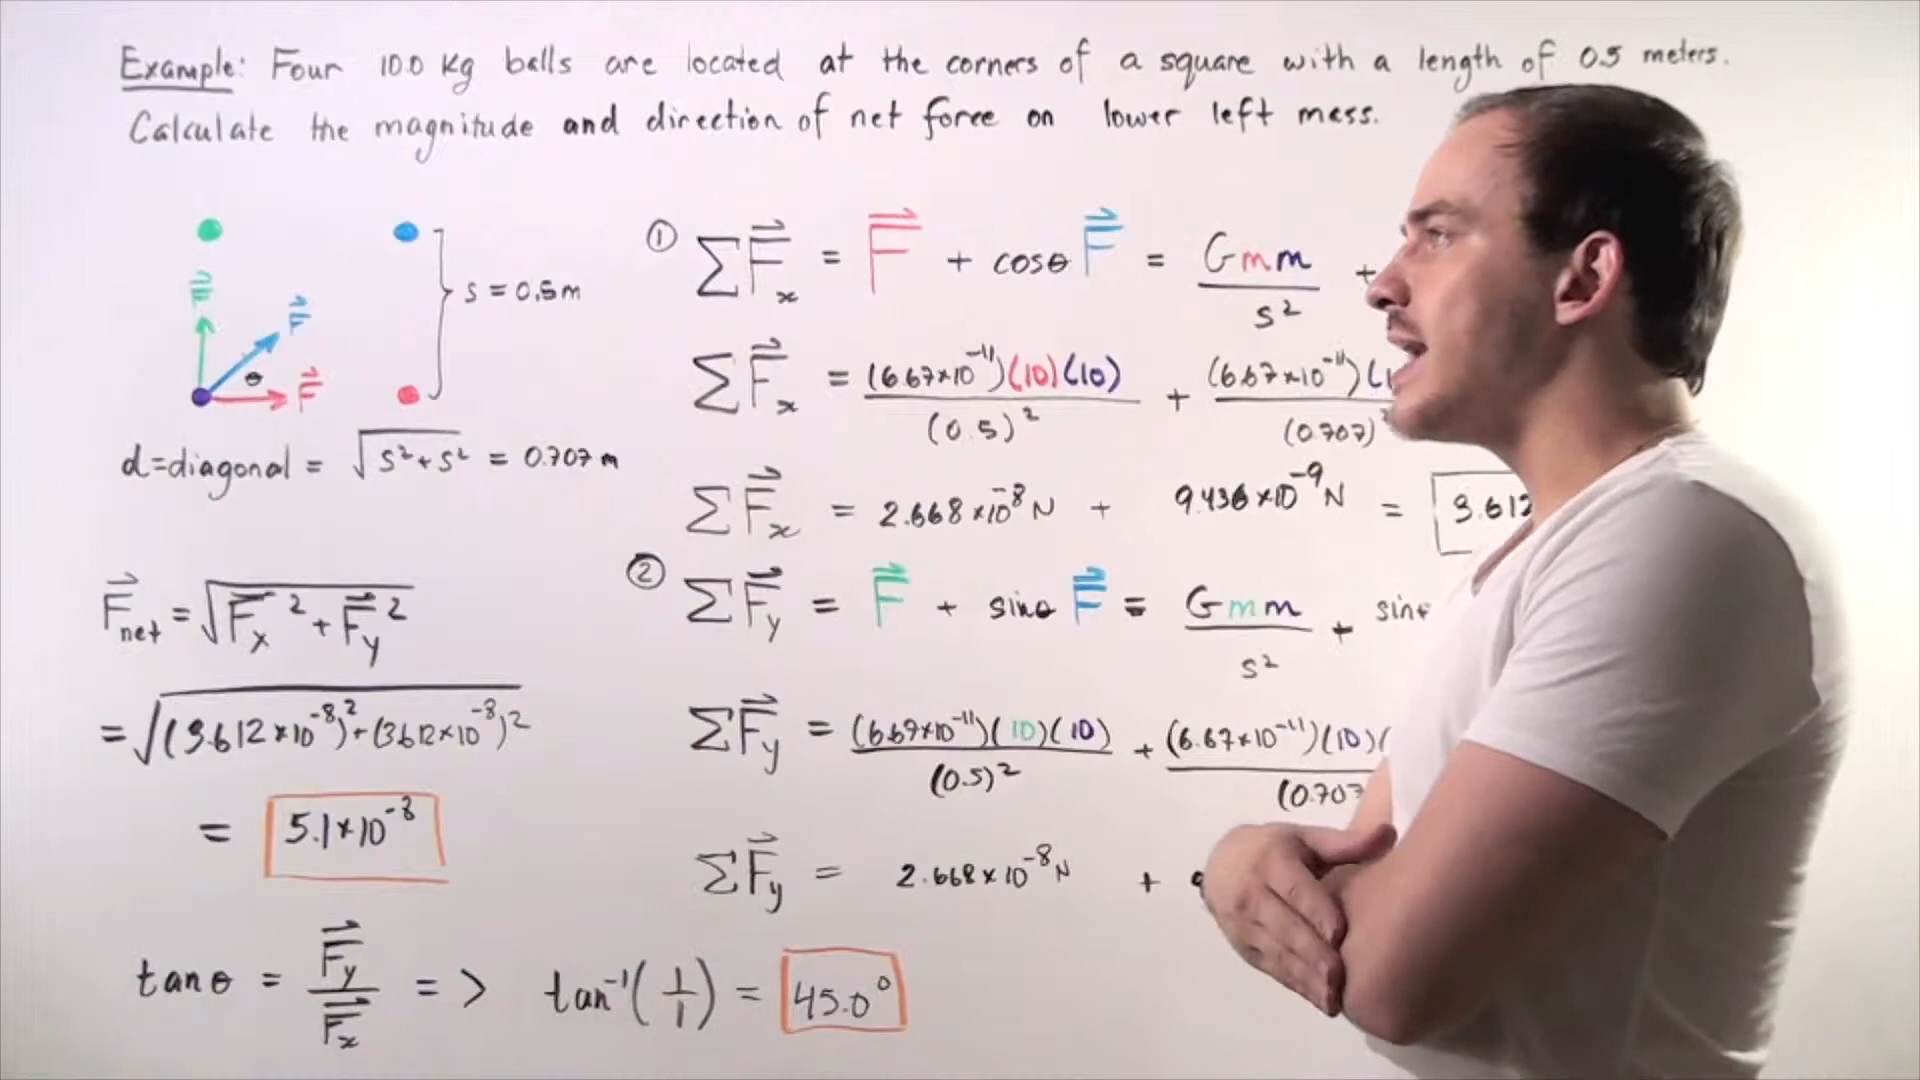 Example: Four 10.0 kg balls are located at the corners of a square with a length of 0.5 meters.
Calculate the magnitude and direction of net force on lower left mass.
F⃗
F⃗
θ
F⃗
s = 0.5m
d=diagonal = √(s²+s²) = 0.707 m
F⃗net = √(F⃗x² + F⃗y²)
= √((3.612×10⁻⁸)² + (3.612×10⁻⁸)²)
= 5.1×10⁻⁸
tanθ = F⃗y/F⃗x => tan⁻¹(1/1) = 45.0°
① ΣF⃗x = F⃗ + cosθ F⃗ = Gmm/s² +
ΣF⃗x = (6.67×10⁻¹¹)(10)(10)/(0.5)² + (6.67×10⁻¹¹)(1/(0.707)²
ΣF⃗x = 2.668×10⁻⁸N + 9.436×10⁻⁹N = 3.612
② ΣF⃗y = F⃗ + sinθ F⃗ = Gmm/s² + sinθ
ΣF⃗y = (6.67×10⁻¹¹)(10)(10)/(0.5)² + (6.67×10⁻¹¹)(10)(/(0.707
ΣF⃗y = 2.668×10⁻⁸N + 9